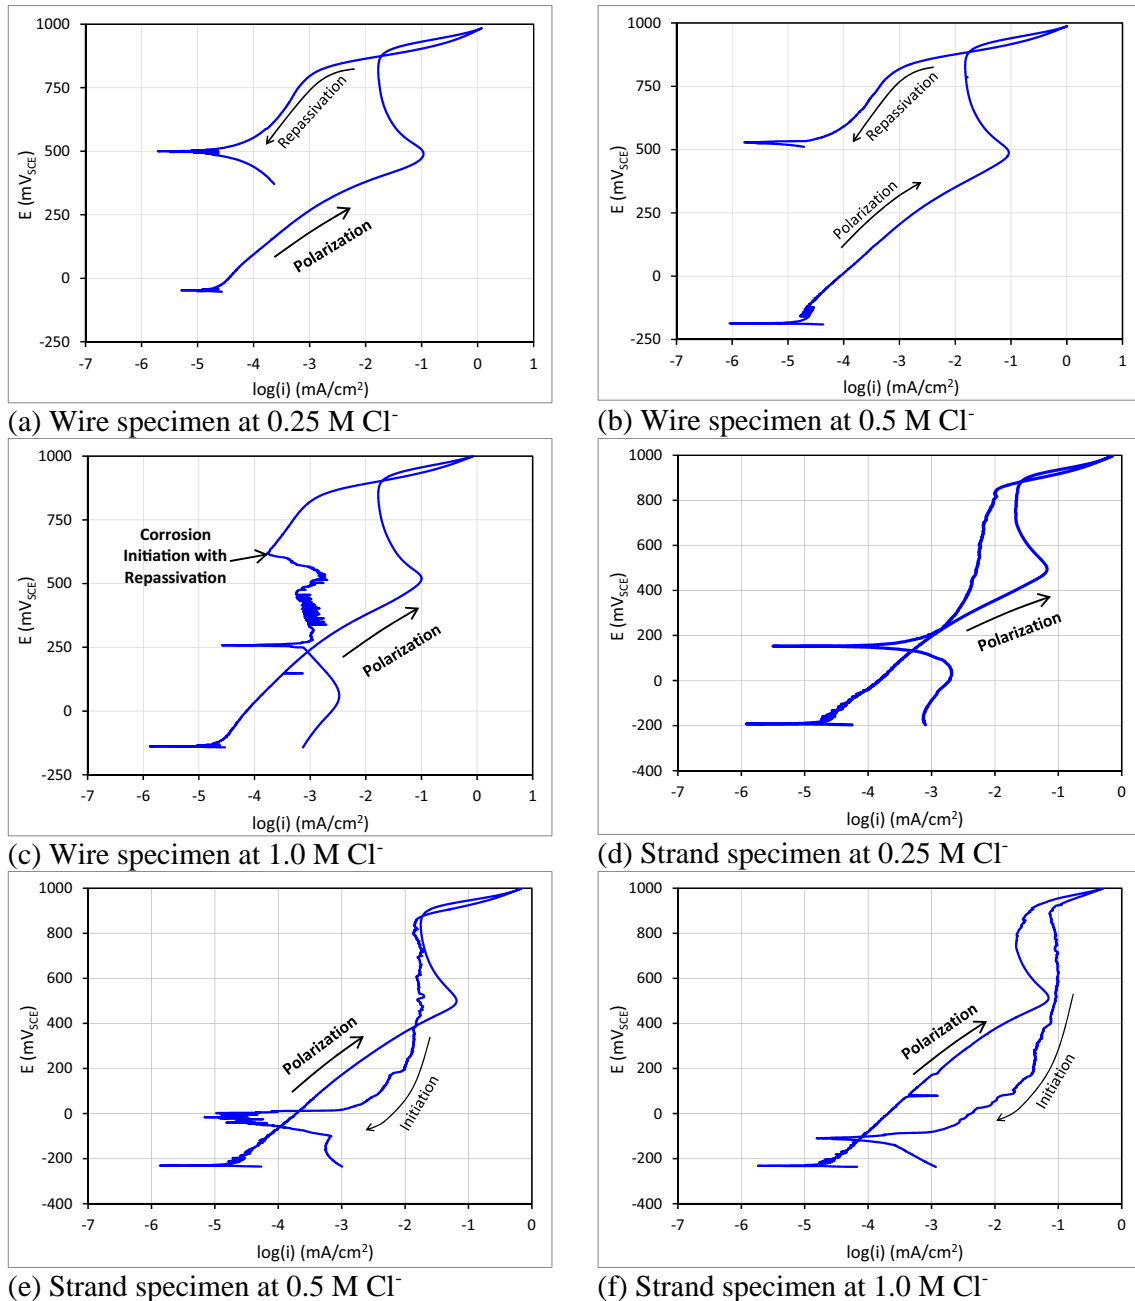 1000
750
500
250
0
-250
E (mV_SCE)
-7 -6 -5 -4 -3 -2 -1 0 1
log(i) (mA/cm²)
Repassivation
Polarization
(a) Wire specimen at 0.25 M Cl⁻
1000
750
500
250
0
-250
E (mV_SCE)
-7 -6 -5 -4 -3 -2 -1 0 1
log(i) (mA/cm²)
Repassivation
Polarization
(b) Wire specimen at 0.5 M Cl⁻
1000
750
500
250
0
-250
E (mV_SCE)
-7 -6 -5 -4 -3 -2 -1 0 1
log(i) (mA/cm²)
Corrosion
Initiation with
Repassivation
Polarization
(c) Wire specimen at 1.0 M Cl⁻
1000
800
600
400
200
0
-200
-400
E (mV_SCE)
-7 -6 -5 -4 -3 -2 -1 0
log(i) (mA/cm²)
Polarization
(d) Strand specimen at 0.25 M Cl⁻
1000
800
600
400
200
0
-200
-400
E (mV_SCE)
-7 -6 -5 -4 -3 -2 -1 0
log(i) (mA/cm²)
Polarization
Initiation
(e) Strand specimen at 0.5 M Cl⁻
1000
800
600
400
200
0
-200
-400
E (mV_SCE)
-7 -6 -5 -4 -3 -2 -1 0
log(i) (mA/cm²)
Polarization
Initiation
(f) Strand specimen at 1.0 M Cl⁻